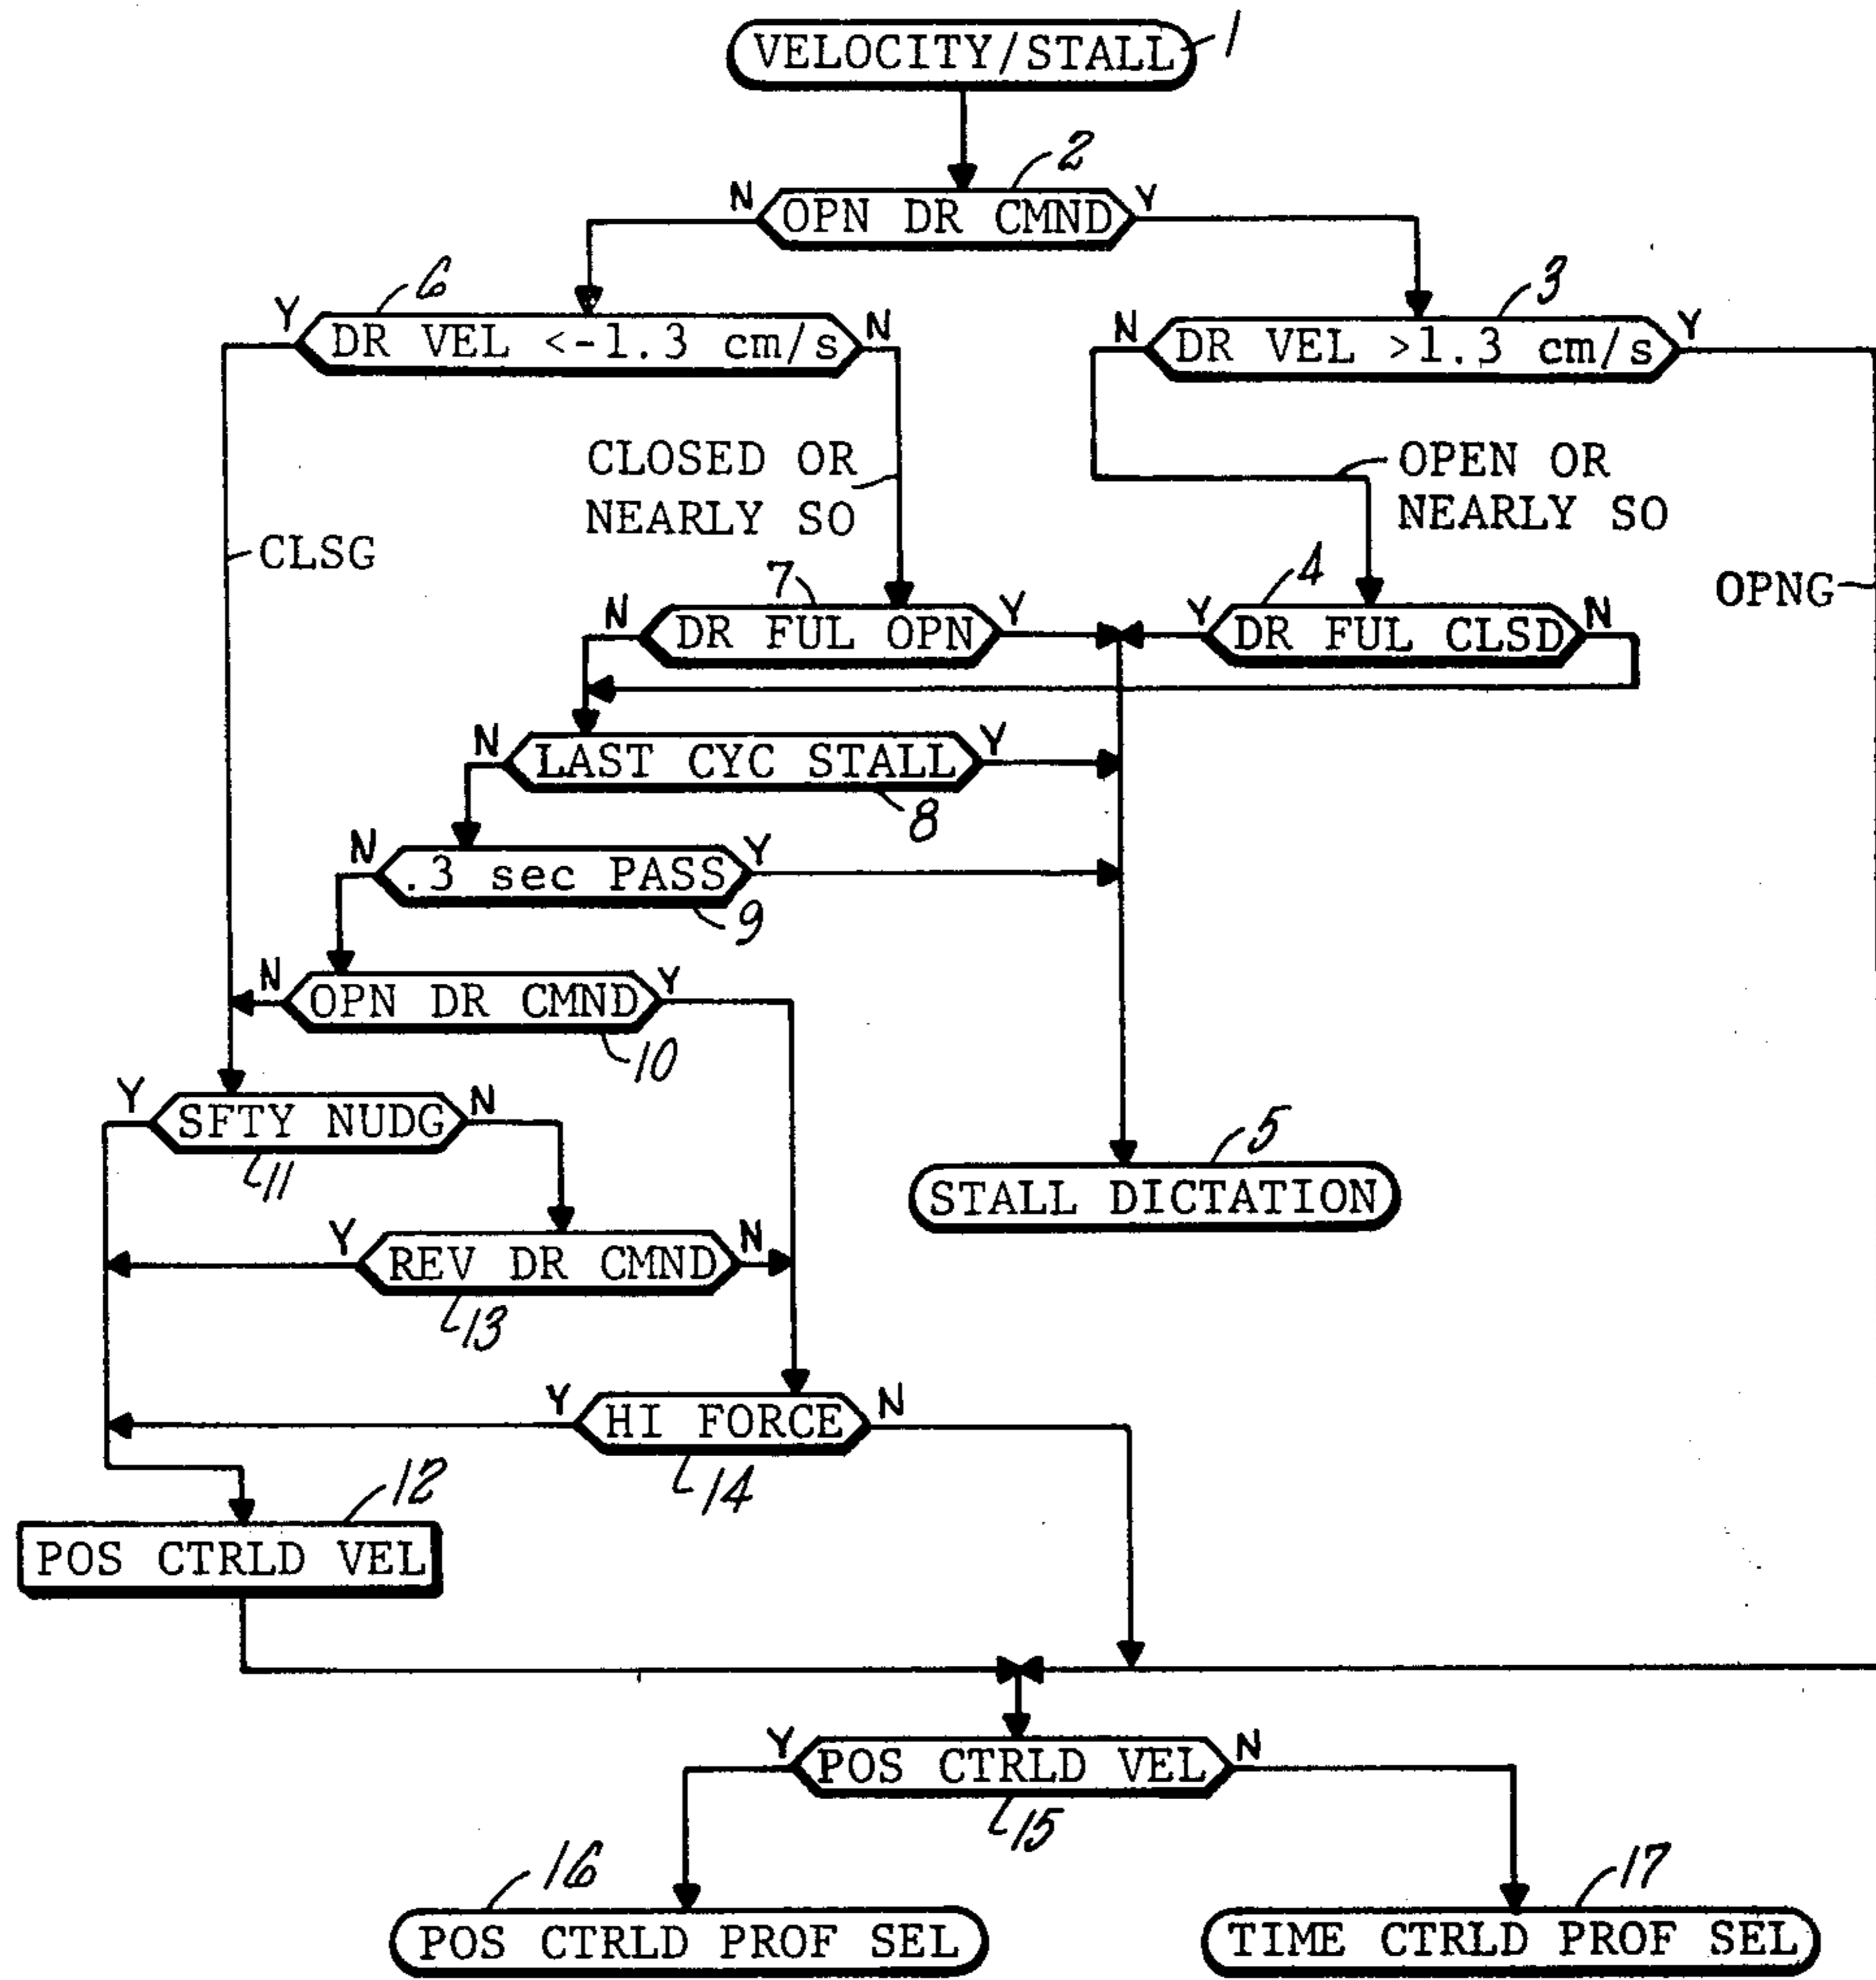 VELOCITY/STALL
1
2
N
OPN DR CMND
Y
6
Y
DR VEL <-1.3 cm/s
N
3
N
DR VEL >1.3 cm/s
Y
CLOSED OR
NEARLY SO
OPEN OR
NEARLY SO
CLSG
OPNG
7
N
DR FUL OPN
Y
4
Y
DR FUL CLSD
N
N
LAST CYC STALL
Y
8
N
.3 sec PASS
Y
9
N
OPN DR CMND
Y
10
Y
SFTY NUDG
N
11
5
STALL DICTATION
Y
REV DR CMND
N
13
Y
HI FORCE
N
14
12
POS CTRLD VEL
Y
POS CTRLD VEL
N
15
16
POS CTRLD PROF SEL
17
TIME CTRLD PROF SEL